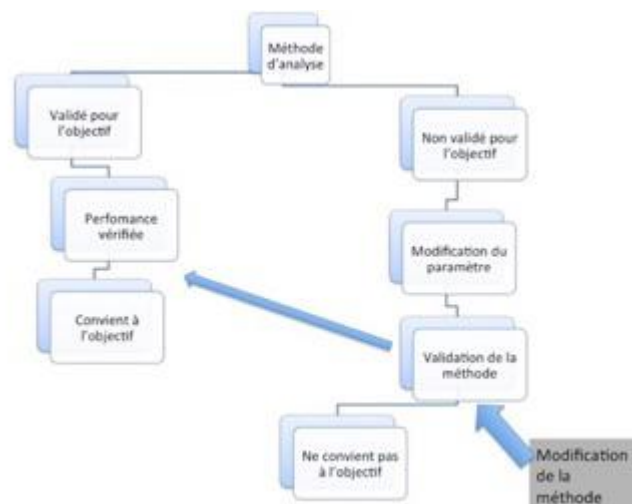 Méthode
d'analyse
Validé pour
l'objectif
Non validé pour
l'objectif
Perfomance
vérifiée
Modification du
paramètre
Convient à
l'objectif
Validation de la
méthode
Ne convient pas
à l'objectif
Modification
de la
méthode